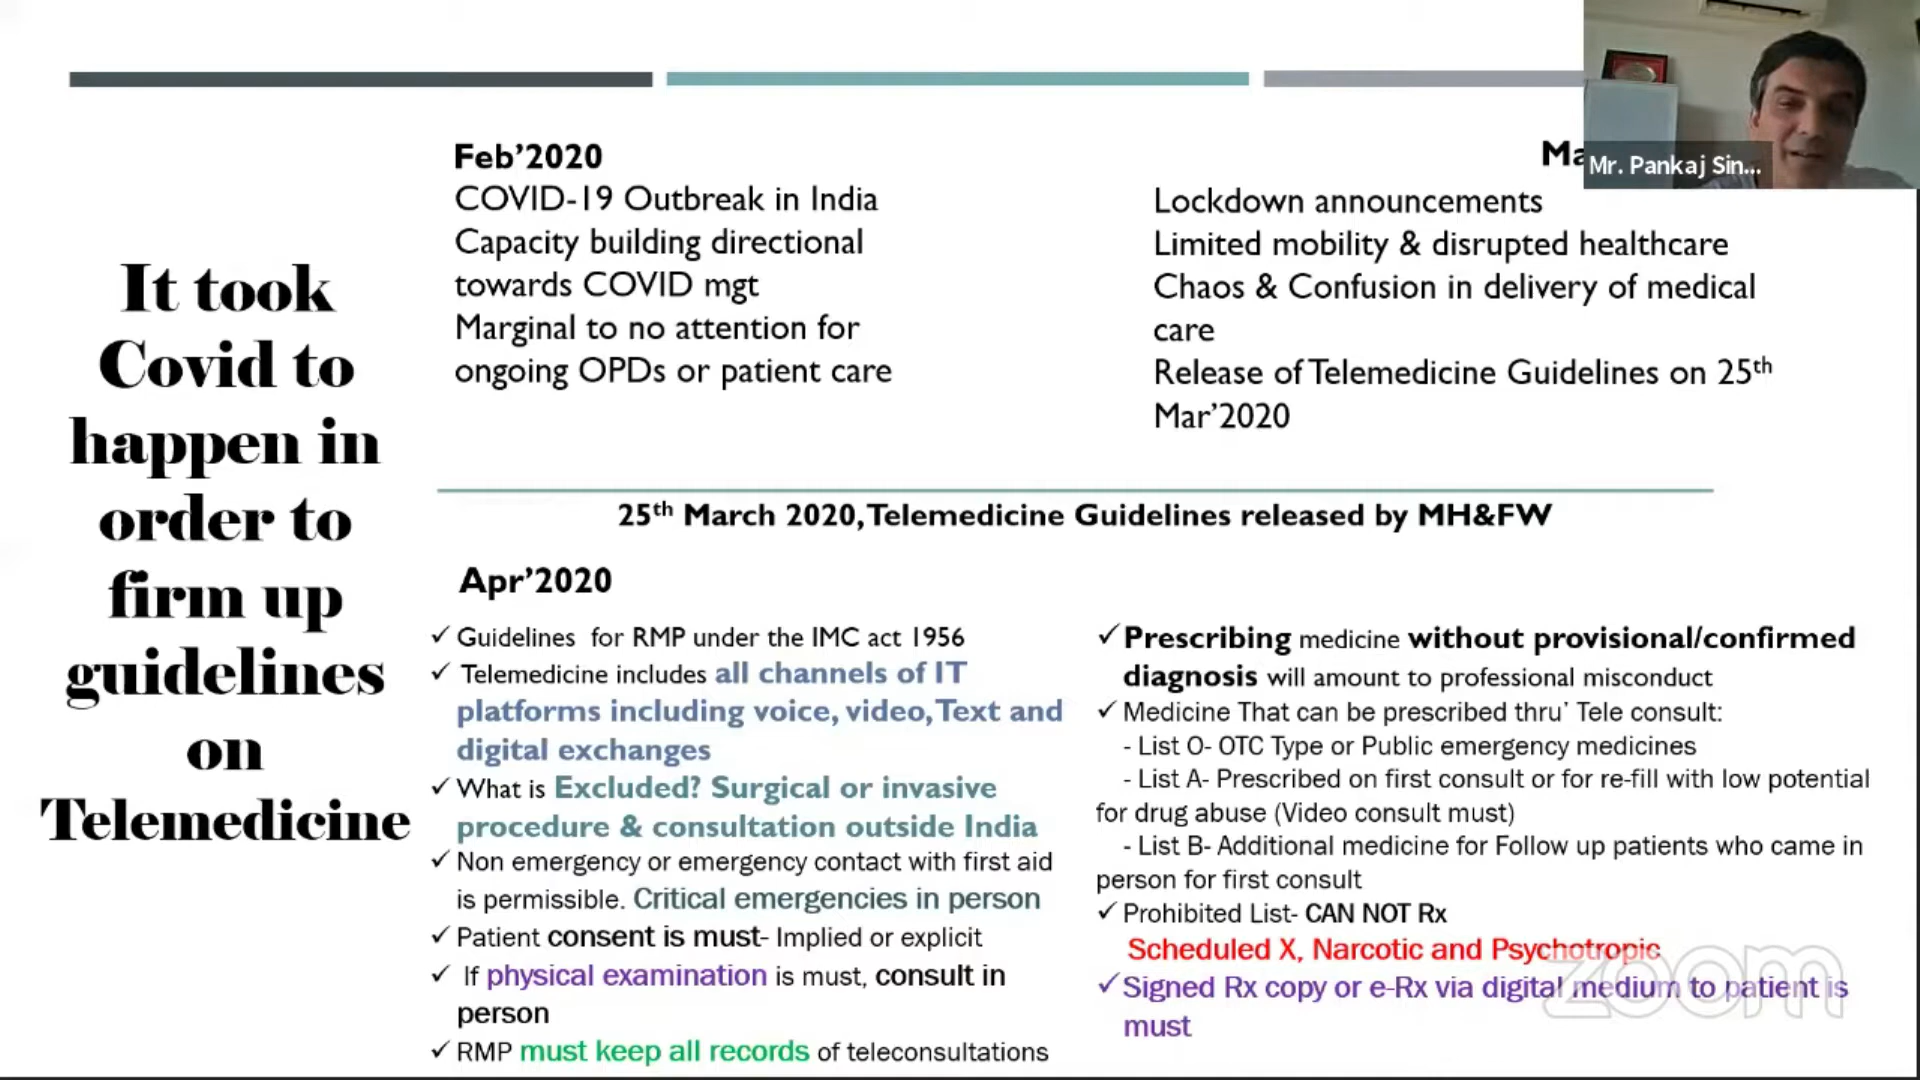 It took
Covid to
happen in
order to
firm up
guidelines
on
Telemedicine
Feb’2020
COVID-19 Outbreak in India
Capacity building directional
towards COVID mgt
Marginal to no attention for
ongoing OPDs or patient care
Ma
Mr. Pankaj Sin...
Lockdown announcements
Limited mobility & disrupted healthcare
Chaos & Confusion in delivery of medical
care
Release of Telemedicine Guidelines on 25th
Mar’2020
25th March 2020, Telemedicine Guidelines released by MH&FW
Apr’2020
✓ Guidelines for RMP under the IMC act 1956
✓ Telemedicine includes all channels of IT
platforms including voice, video, Text and
digital exchanges
✓ What is Excluded? Surgical or invasive
procedure & consultation outside India
✓ Non emergency or emergency contact with first aid
is permissible. Critical emergencies in person
✓ Patient consent is must- Implied or explicit
✓ If physical examination is must, consult in
person
✓ RMP must keep all records of teleconsultations
✓ Prescribing medicine without provisional/confirmed
diagnosis will amount to professional misconduct
✓ Medicine That can be prescribed thru’ Tele consult:
- List O- OTC Type or Public emergency medicines
- List A- Prescribed on first consult or for re-fill with low potential
for drug abuse (Video consult must)
- List B- Additional medicine for Follow up patients who came in
person for first consult
✓ Prohibited List- CAN NOT Rx
Scheduled X, Narcotic and Psychotropic
✓ Signed Rx copy or e-Rx via digital medium to patient is
must
zoom